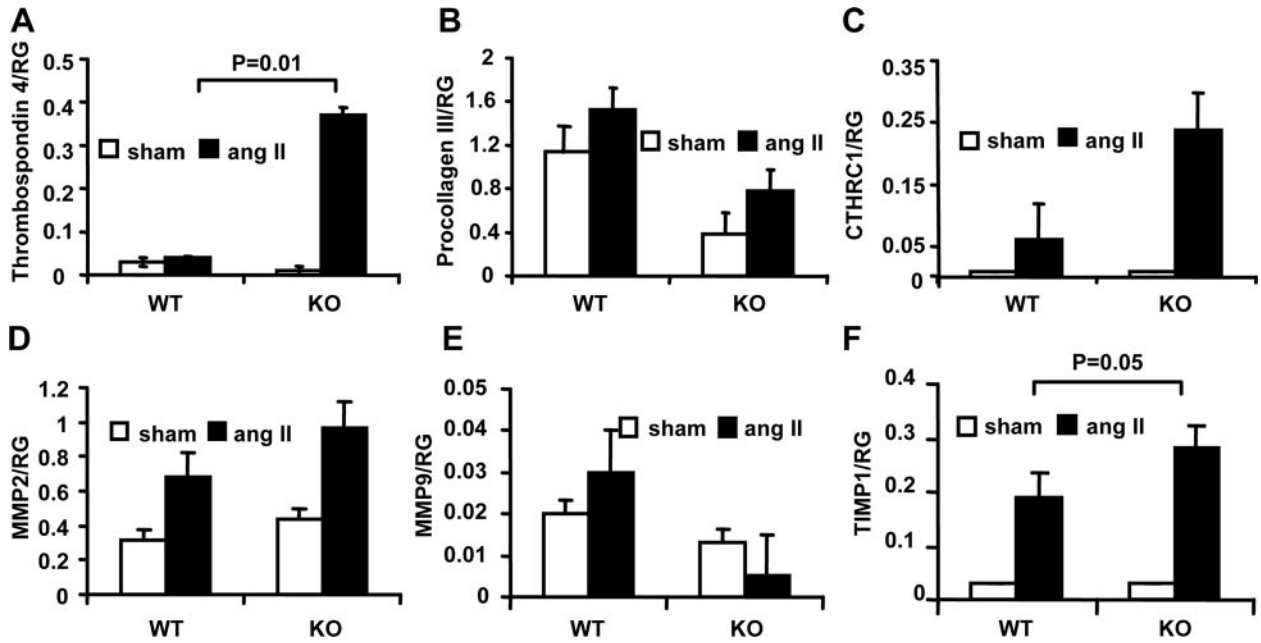 A
Thrombospondin 4/RG
0.5
0.4
0.3
0.2
0.1
0
P=0.01
sham ang II
WT KO
B
Procollagen III/RG
2
1.6
1.2
0.8
0.4
0
sham ang II
WT KO
C
CTHRC1/RG
0.35
0.25
0.15
0.05
0
sham ang II
WT KO
D
MMP2/RG
1.2
1
0.8
0.6
0.4
0.2
0
sham ang II
WT KO
E
MMP9/RG
0.05
0.04
0.03
0.02
0.01
0
sham ang II
WT KO
F
TIMP1/RG
0.4
0.3
0.2
0.1
0
P=0.05
sham ang II
WT KO